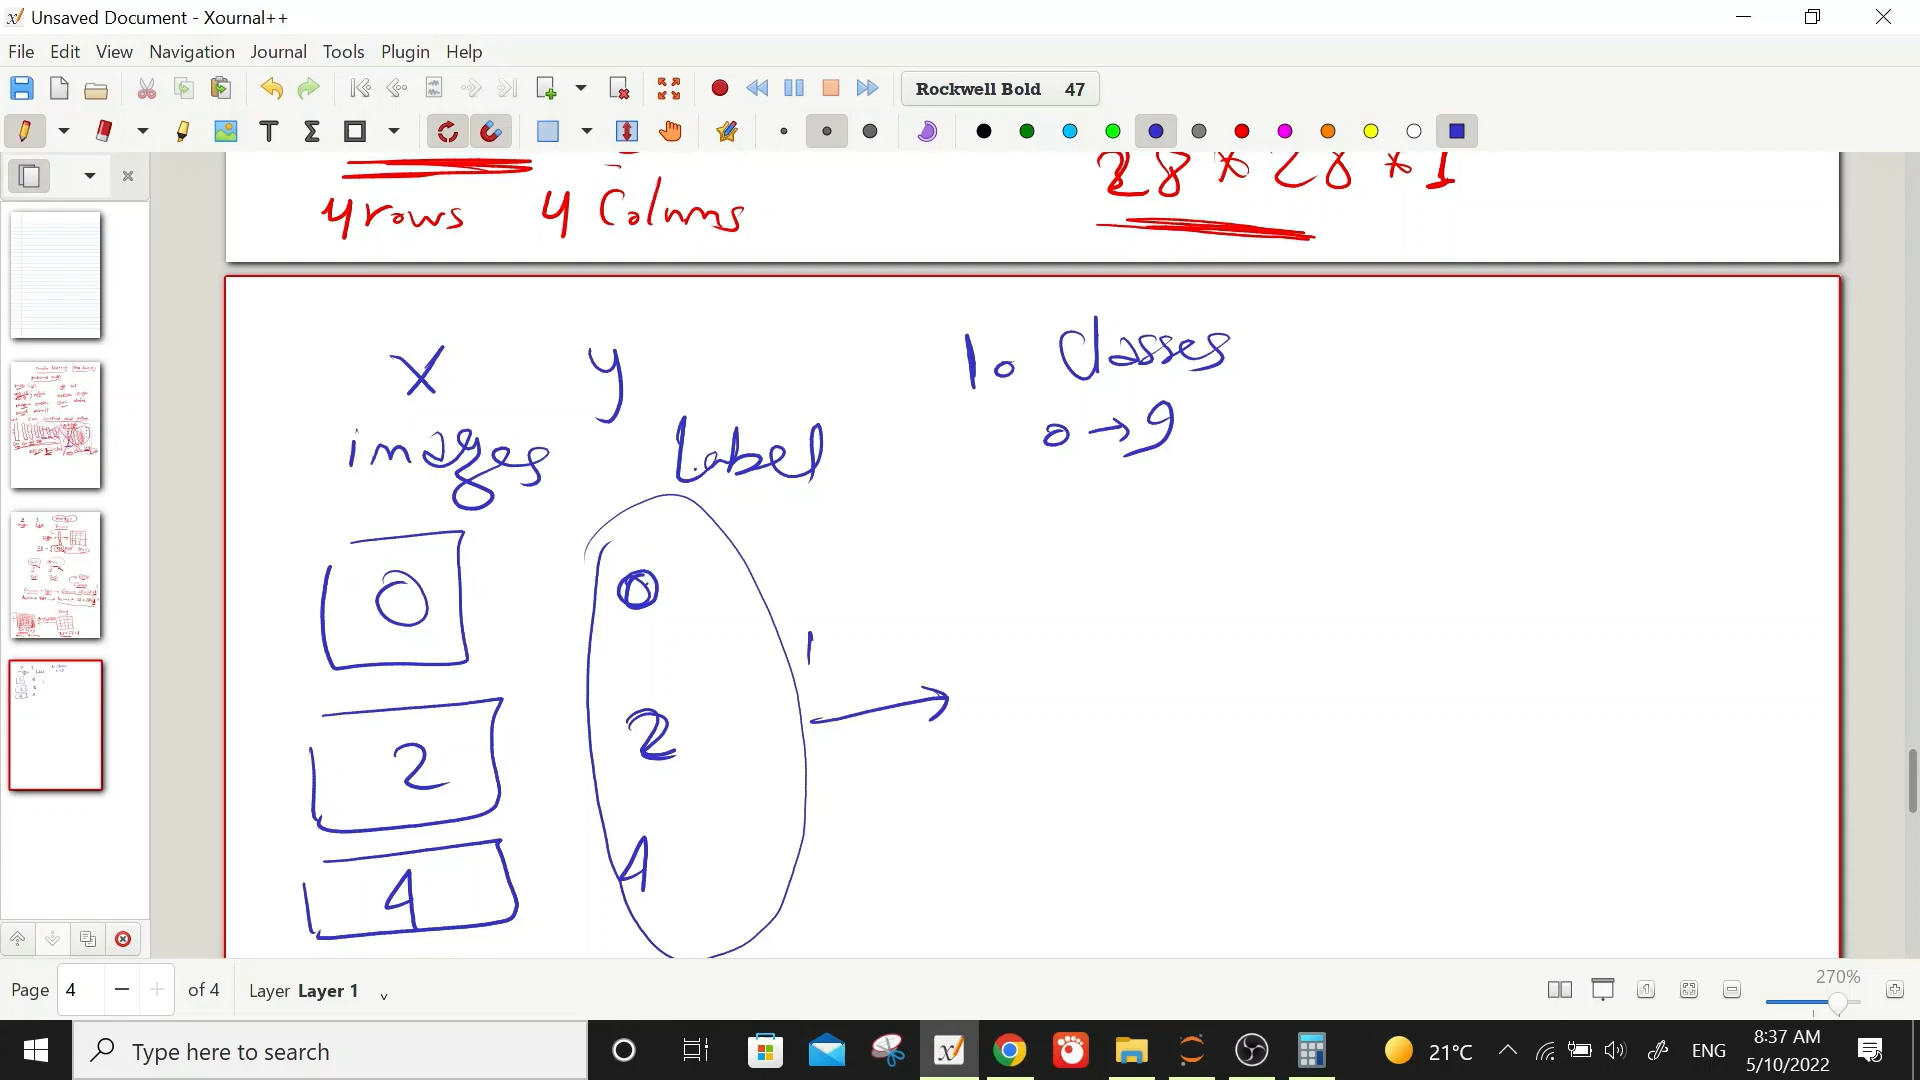 Unsaved Document - Xournal++
File Edit View Navigation Journal Tools Plugin Help
Rockwell Bold 47
28 * 28 * 1
4 rows 4 Colums
X y 10 Classes
images Label 0 → 9
0 0
1
2 2
4 4
Page 4 of 4 Layer Layer 1
270%
Type here to search
21°C ENG
8:37 AM
5/10/2022